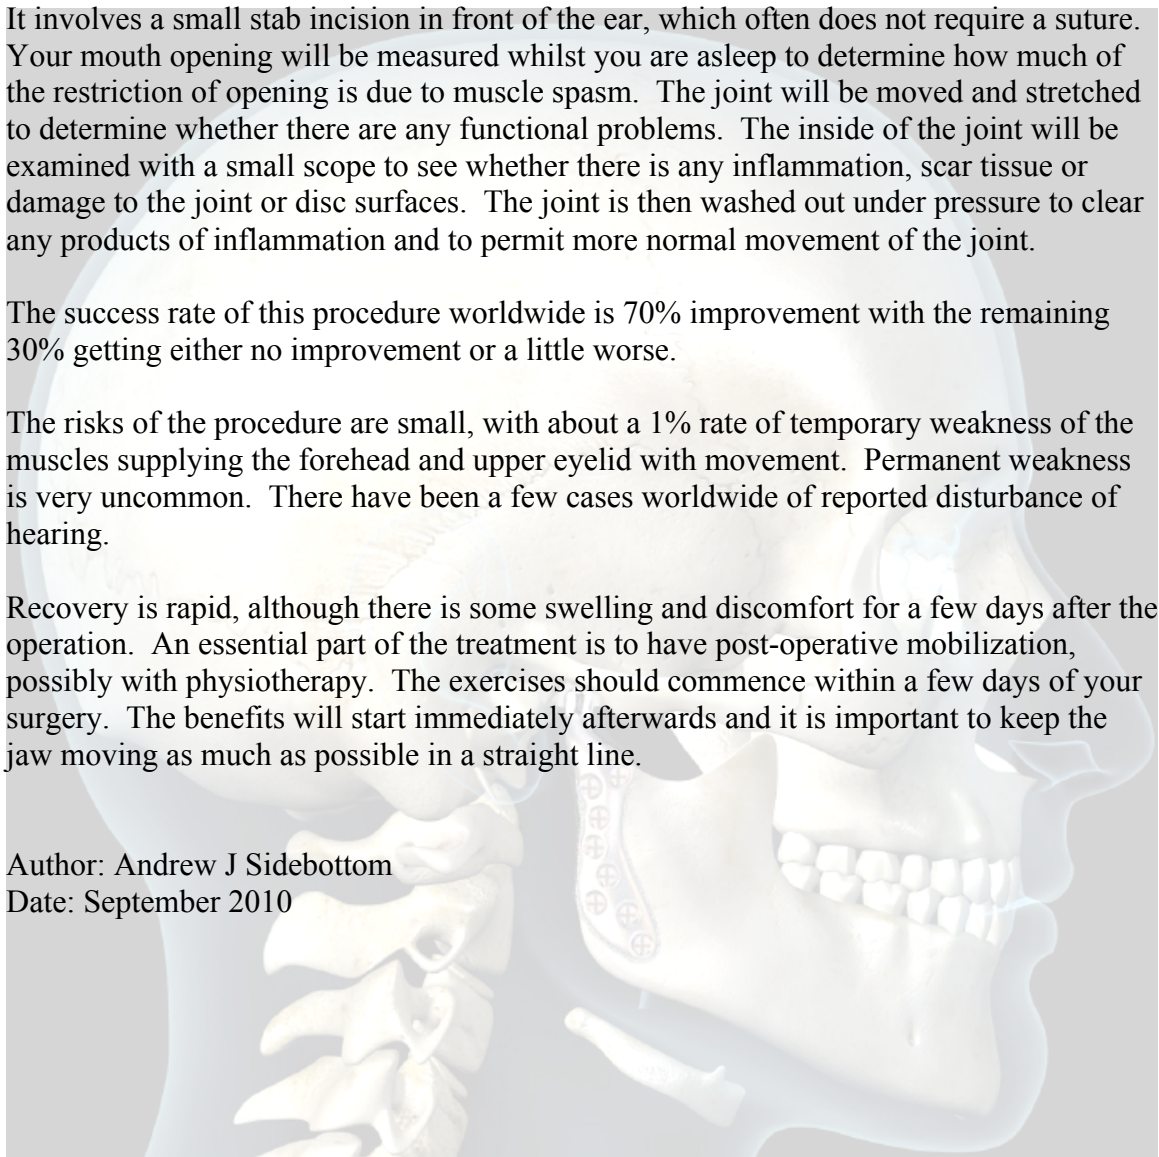 It involves a small stab incision in front of the ear, which often does not require a suture.
Your mouth opening will be measured whilst you are asleep to determine how much of
the restriction of opening is due to muscle spasm.  The joint will be moved and stretched
to determine whether there are any functional problems.  The inside of the joint will be
examined with a small scope to see whether there is any inflammation, scar tissue or
damage to the joint or disc surfaces.  The joint is then washed out under pressure to clear
any products of inflammation and to permit more normal movement of the joint.
The success rate of this procedure worldwide is 70% improvement with the remaining
30% getting either no improvement or a little worse.
The risks of the procedure are small, with about a 1% rate of temporary weakness of the
muscles supplying the forehead and upper eyelid with movement.  Permanent weakness
is very uncommon.  There have been a few cases worldwide of reported disturbance of
hearing.
Recovery is rapid, although there is some swelling and discomfort for a few days after the
operation.  An essential part of the treatment is to have post-operative mobilization,
possibly with physiotherapy.  The exercises should commence within a few days of your
surgery.  The benefits will start immediately afterwards and it is important to keep the
jaw moving as much as possible in a straight line.
Author: Andrew J Sidebottom
Date: September 2010